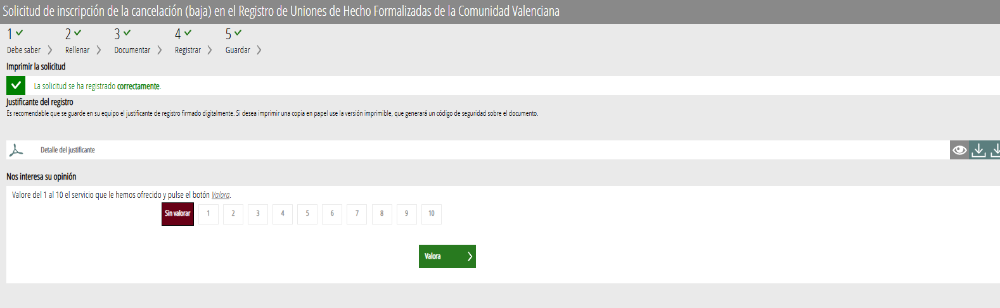 Solicitud de inscripción de la cancelación (baja) en el Registro de Uniones de Hecho Formalizadas de la Comunidad Valenciana
1 2 3 4 5
Debe saber Rellenar Documentar Registrar Guardar
Imprimir la solicitud
La solicitud se ha registrado correctamente.
Justificante del registro
Es recomendable que se guarde en su equipo el justificante de registro firmado digitalmente. Si desea imprimir una copia en papel use la versión imprimible, que generará un código de seguridad sobre el documento.
Detalle del justificante
Nos interesa su opinión
Valore del 1 al 10 el servicio que le hemos ofrecido y pulse el botón Valora.
Sin valorar 1 2 3 4 5 6 7 8 9 10
Valora